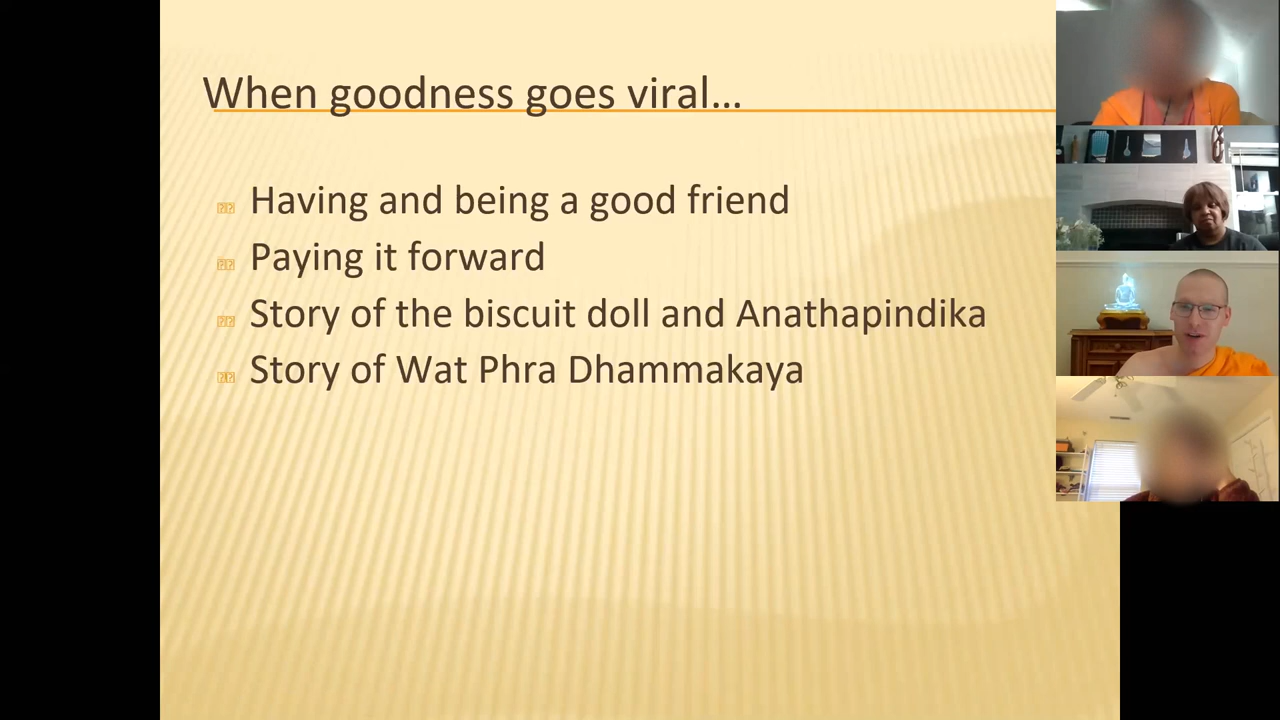 When goodness goes viral...
Having and being a good friend
Paying it forward
Story of the biscuit doll and Anathapindika
Story of Wat Phra Dhammakaya